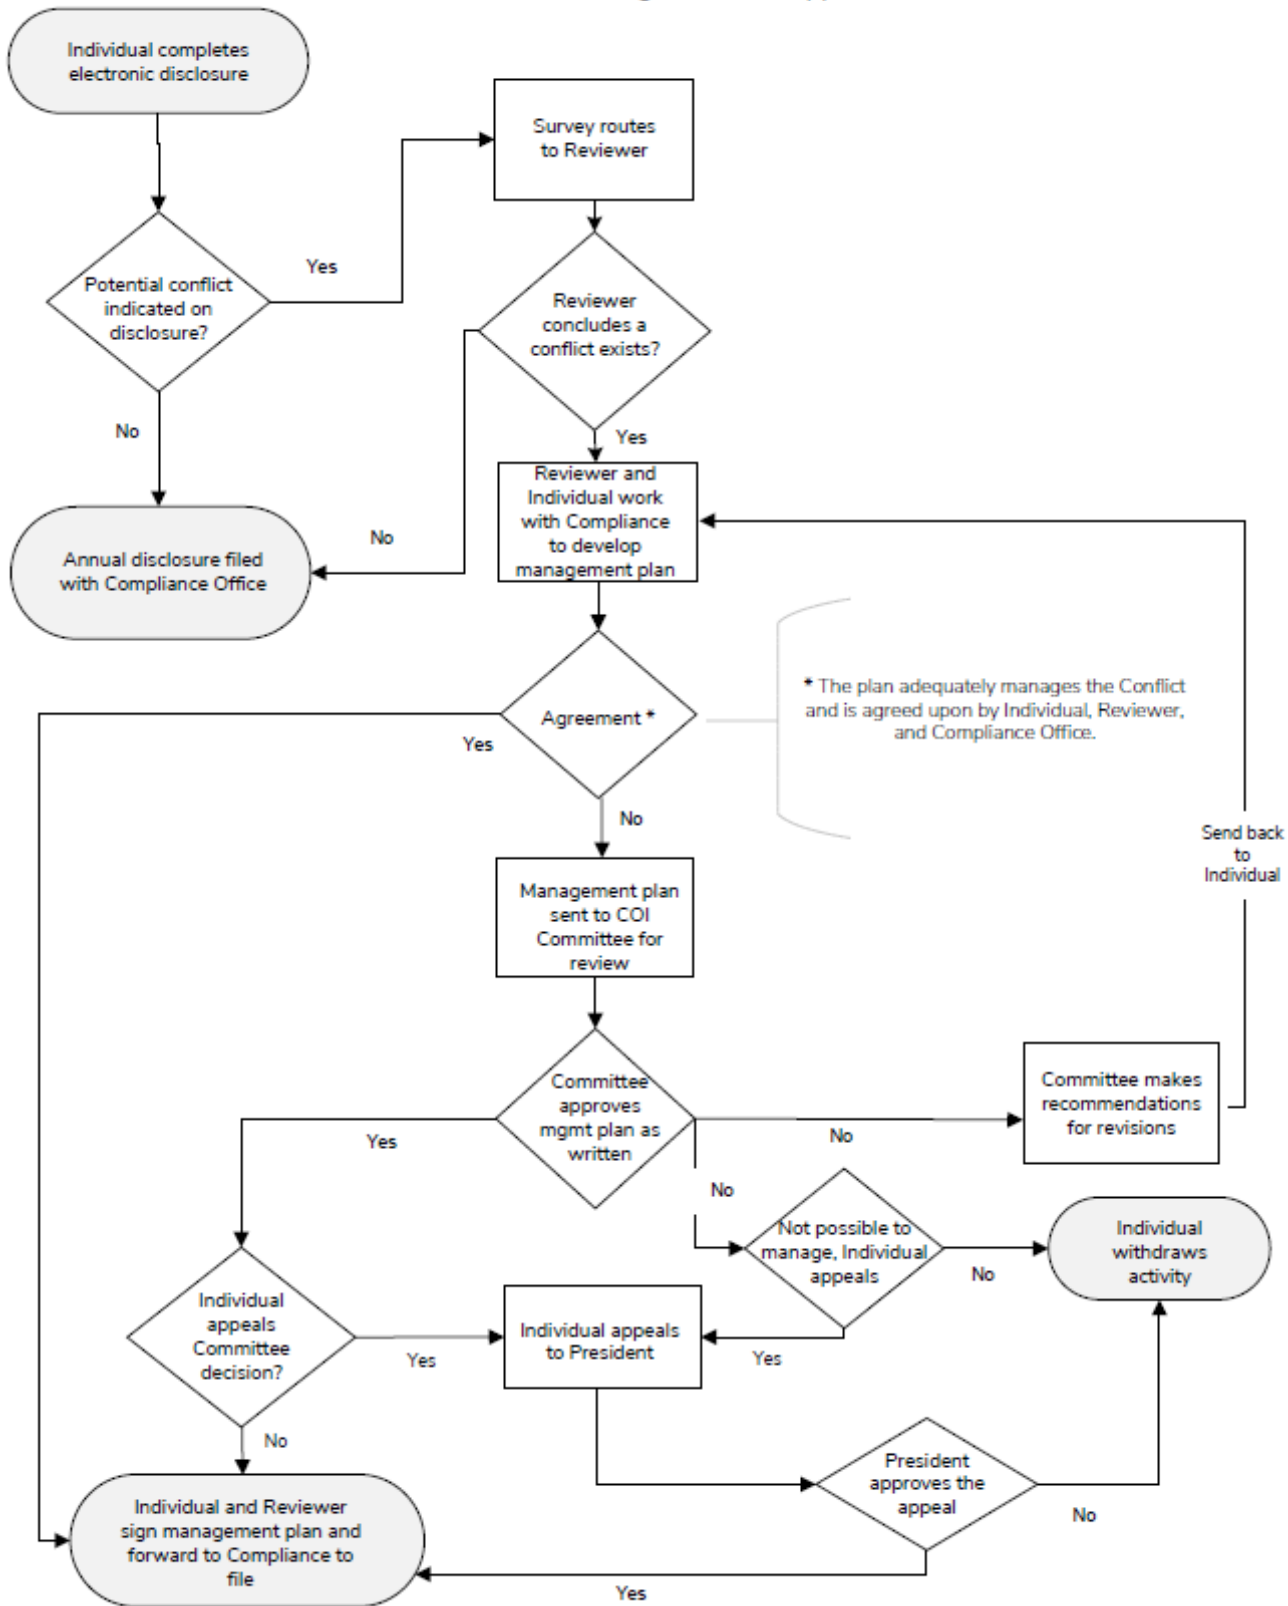 Individual completes
electronic disclosure
Survey routes
to Reviewer
Yes
Potential conflict
indicated on
disclosure?
Reviewer
concludes a
conflict exists?
No
Yes
Reviewer and
Individual work
with Compliance
to develop
management plan
No
Annual disclosure filed
with Compliance Office
* The plan adequately manages the Conflict
and is agreed upon by Individual, Reviewer,
and Compliance Office.
Agreement *
Yes
No
Send back
to
Individual
Management plan
sent to COI
Committee for
review
Committee
approves
mgmt plan as
written
Committee makes
recommendations
for revisions
Yes
No
No
Not possible to
manage, Individual
appeals
Individual
withdraws
activity
No
Individual
appeals
Committee
decision?
Individual appeals
to President
Yes
Yes
No
President
approves the
appeal
No
Individual and Reviewer
sign management plan and
forward to Compliance to
file
Yes